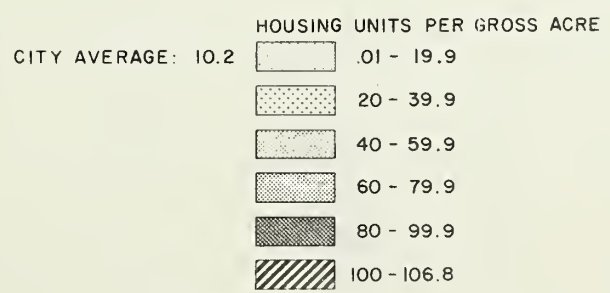 HOUSING UNITS PER GROSS ACRE
CITY AVERAGE: 10.2 .01 - 19.9
20 - 39.9
40 - 59.9
60 - 79.9
80 - 99.9
100 - 106.8